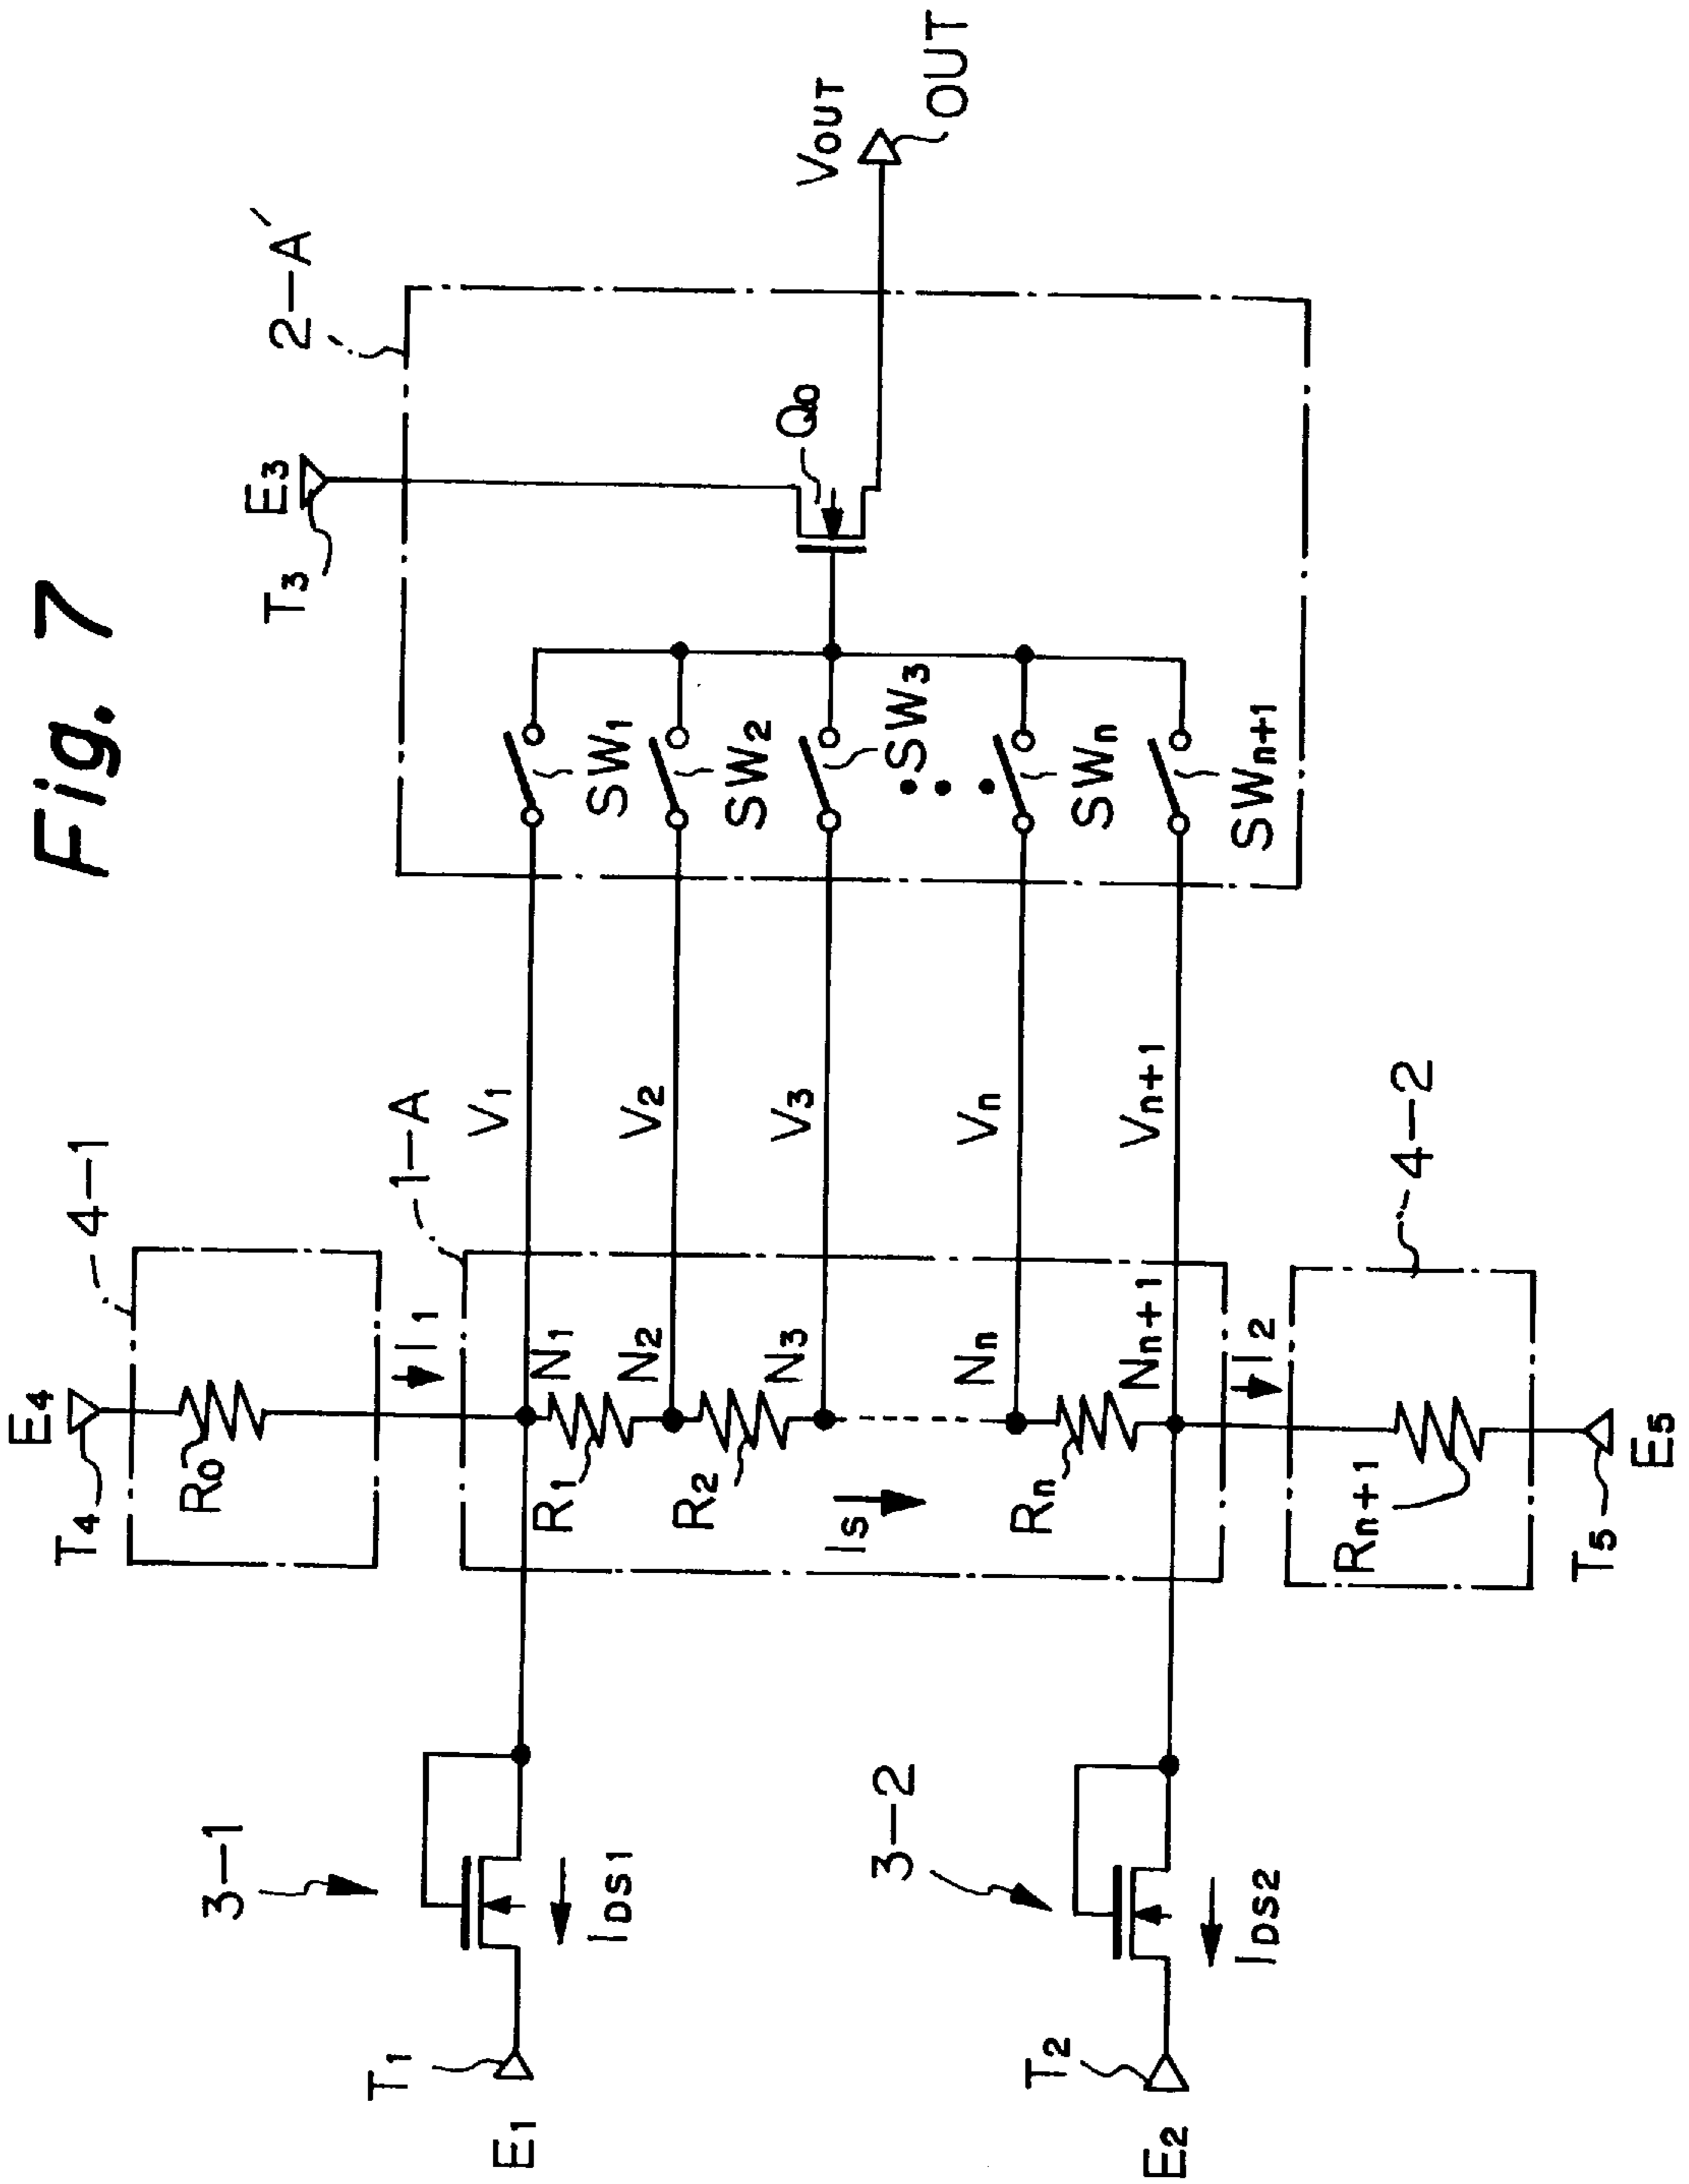 Fig. 7
E4
T4
4-1
R0
I1
1-A
E3
T3
2-A'
3-1
T1
E1
IDS1
N1
R1
V1
SW1
N2
R2
V2
SW2
N3
V3
SW3
Q0
VOUT
OUT
IS
3-2
T2
E2
IDS2
Nn
Rn
Vn
SWn
Nn+1
Vn+1
SWn+1
I2
4-2
Rn+1
T5
E5